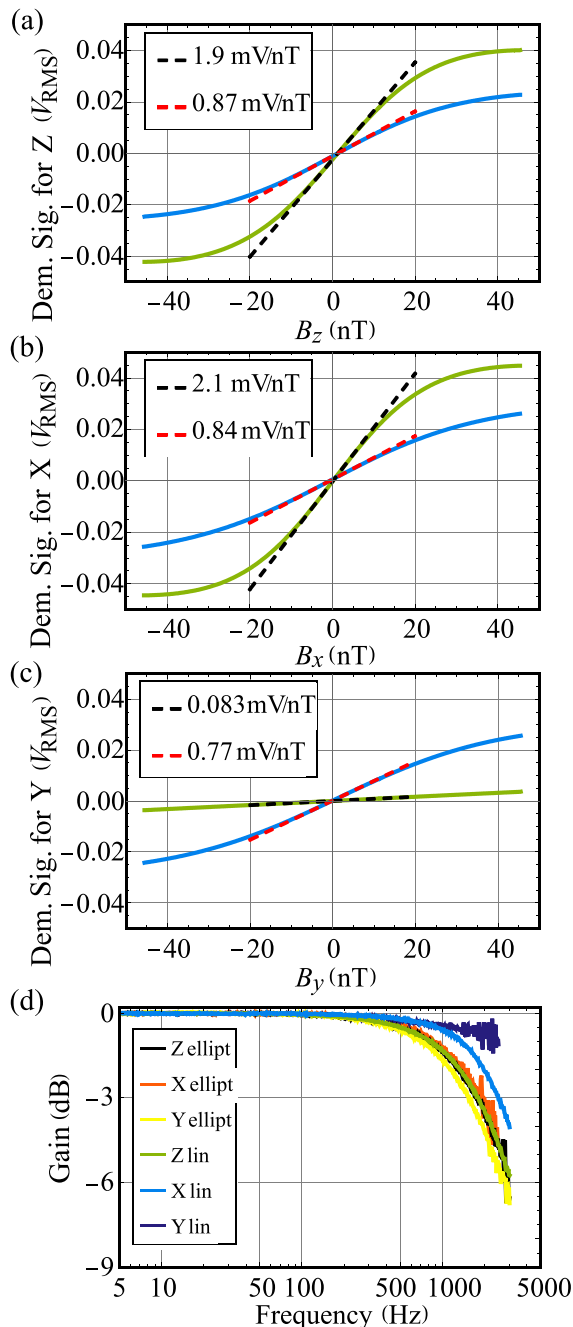 (a)
Dem. Sig. for Z (V_RMS)
0.04
0.02
0.00
−0.02
−0.04
1.9 mV/nT
0.87 mV/nT
−40 −20 0 20 40
B_z (nT)
(b)
Dem. Sig. for X (V_RMS)
0.04
0.02
0.00
−0.02
−0.04
2.1 mV/nT
0.84 mV/nT
−40 −20 0 20 40
B_x (nT)
(c)
Dem. Sig. for Y (V_RMS)
0.04
0.02
0.00
−0.02
−0.04
0.083mV/nT
0.77 mV/nT
−40 −20 0 20 40
B_y (nT)
(d)
Gain (dB)
0
−3
−6
−9
Z ellipt
X ellipt
Y ellipt
Z lin
X lin
Y lin
5 10 50 100 500 1000 5000
Frequency (Hz)